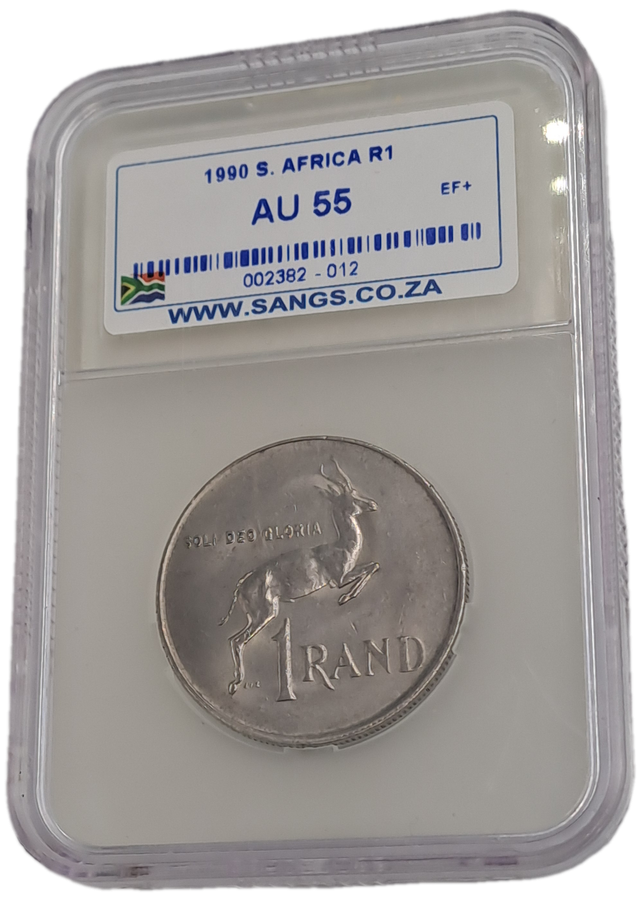 1990 S. AFRICA R1
AU 55
EF+
002382 - 012
WWW.SANGS.CO.ZA
SOLI DEO GLORIA
1 RAND